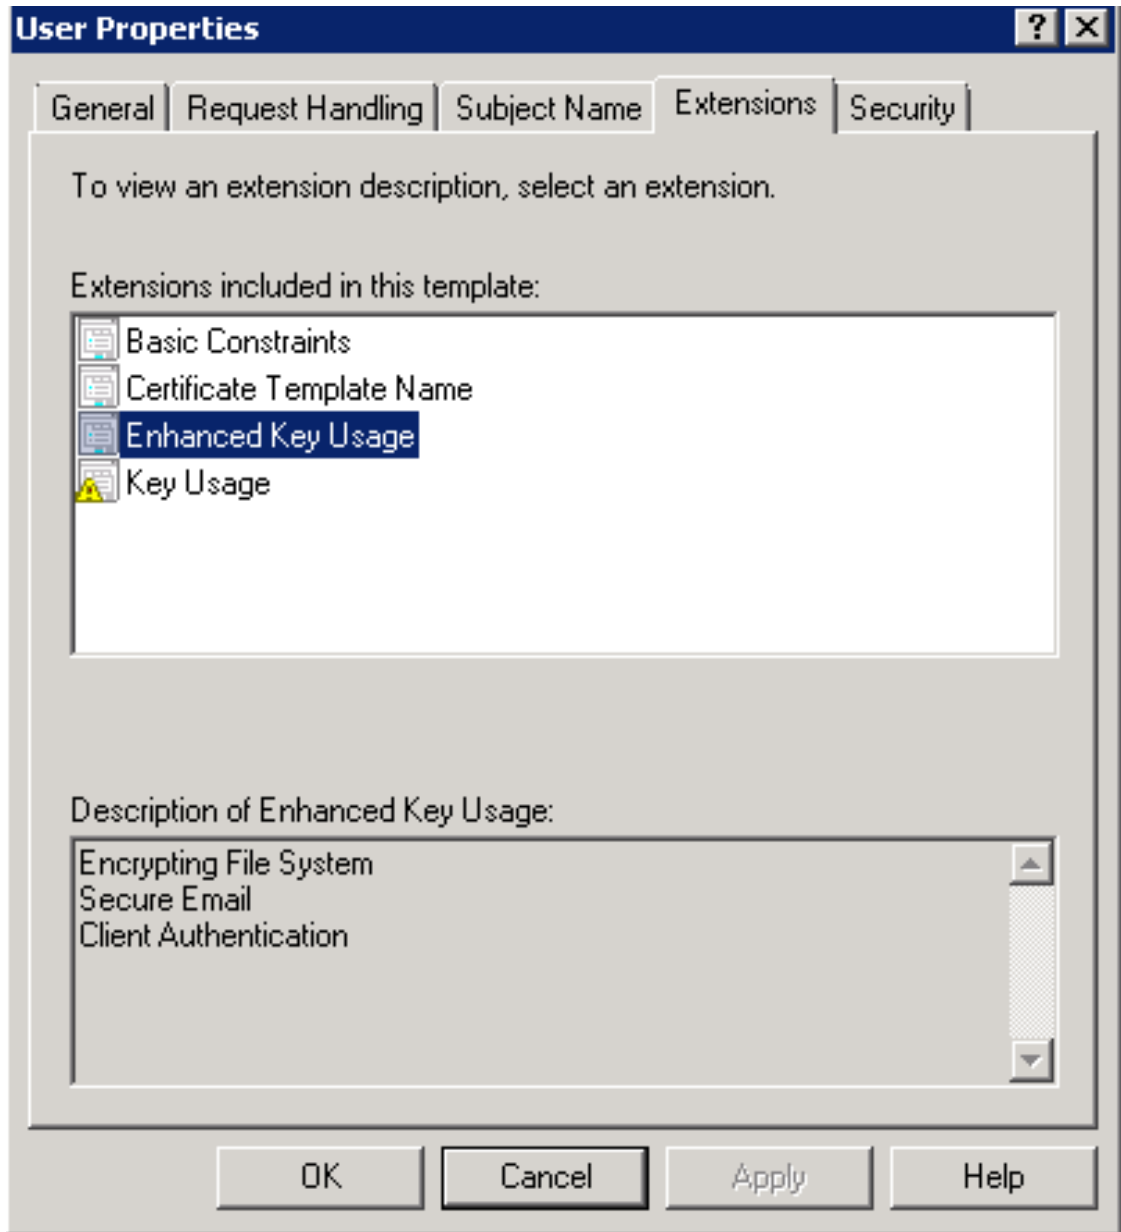 User Properties
General Request Handling Subject Name Extensions Security
To view an extension description, select an extension.
Extensions included in this template:
Basic Constraints
Certificate Template Name
Enhanced Key Usage
Key Usage
Description of Enhanced Key Usage:
Encrypting File System
Secure Email
Client Authentication
OK Cancel Apply Help